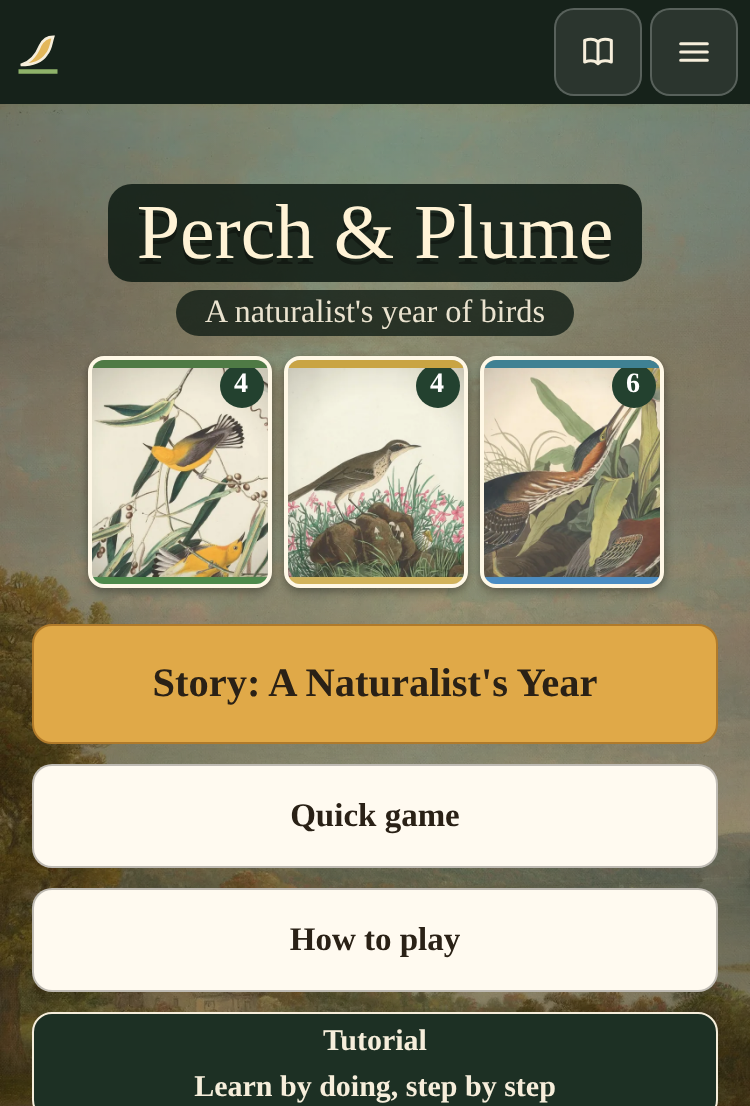 Perch & Plume
A naturalist's year of birds
4
4
6
Story: A Naturalist's Year
Quick game
How to play
Tutorial
Learn by doing, step by step